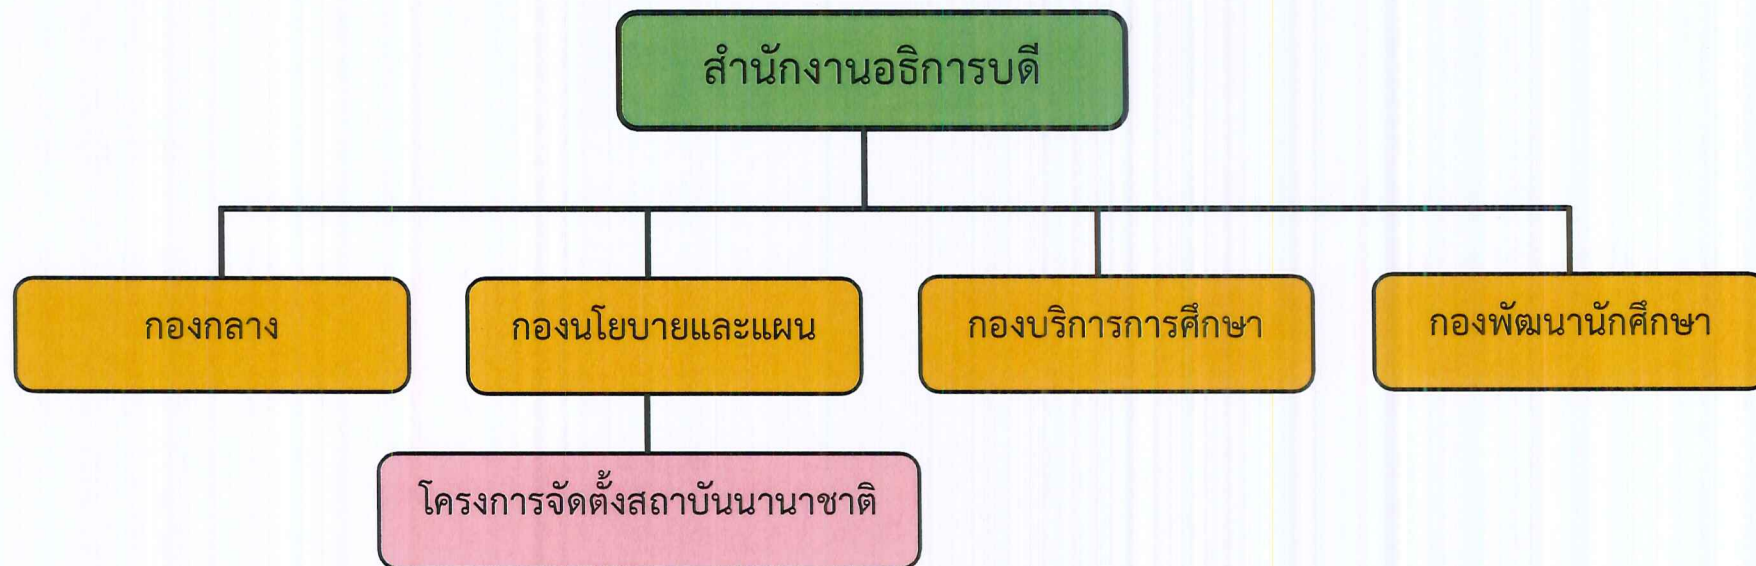 สำนักงานอธิการบดี
กองกลาง
กองนโยบายและแผน
กองบริการการศึกษา
กองพัฒนานักศึกษา
โครงการจัดตั้งสถาบันนานาชาติ